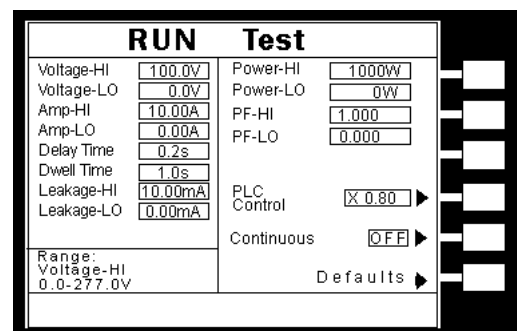 RUN Test
Voltage-HI 100.0V
Voltage-LO 0.0V
Amp-HI 10.00A
Amp-LO 0.00A
Delay Time 0.2s
Dwell Time 1.0s
Leakage-HI 10.00mA
Leakage-LO 0.00mA
Range:
Voltage-HI
0.0-277.0V
Power-HI 1000W
Power-LO 0W
PF-HI 1.000
PF-LO 0.000
PLC
Control X 0.80
Continuous OFF
Defaults